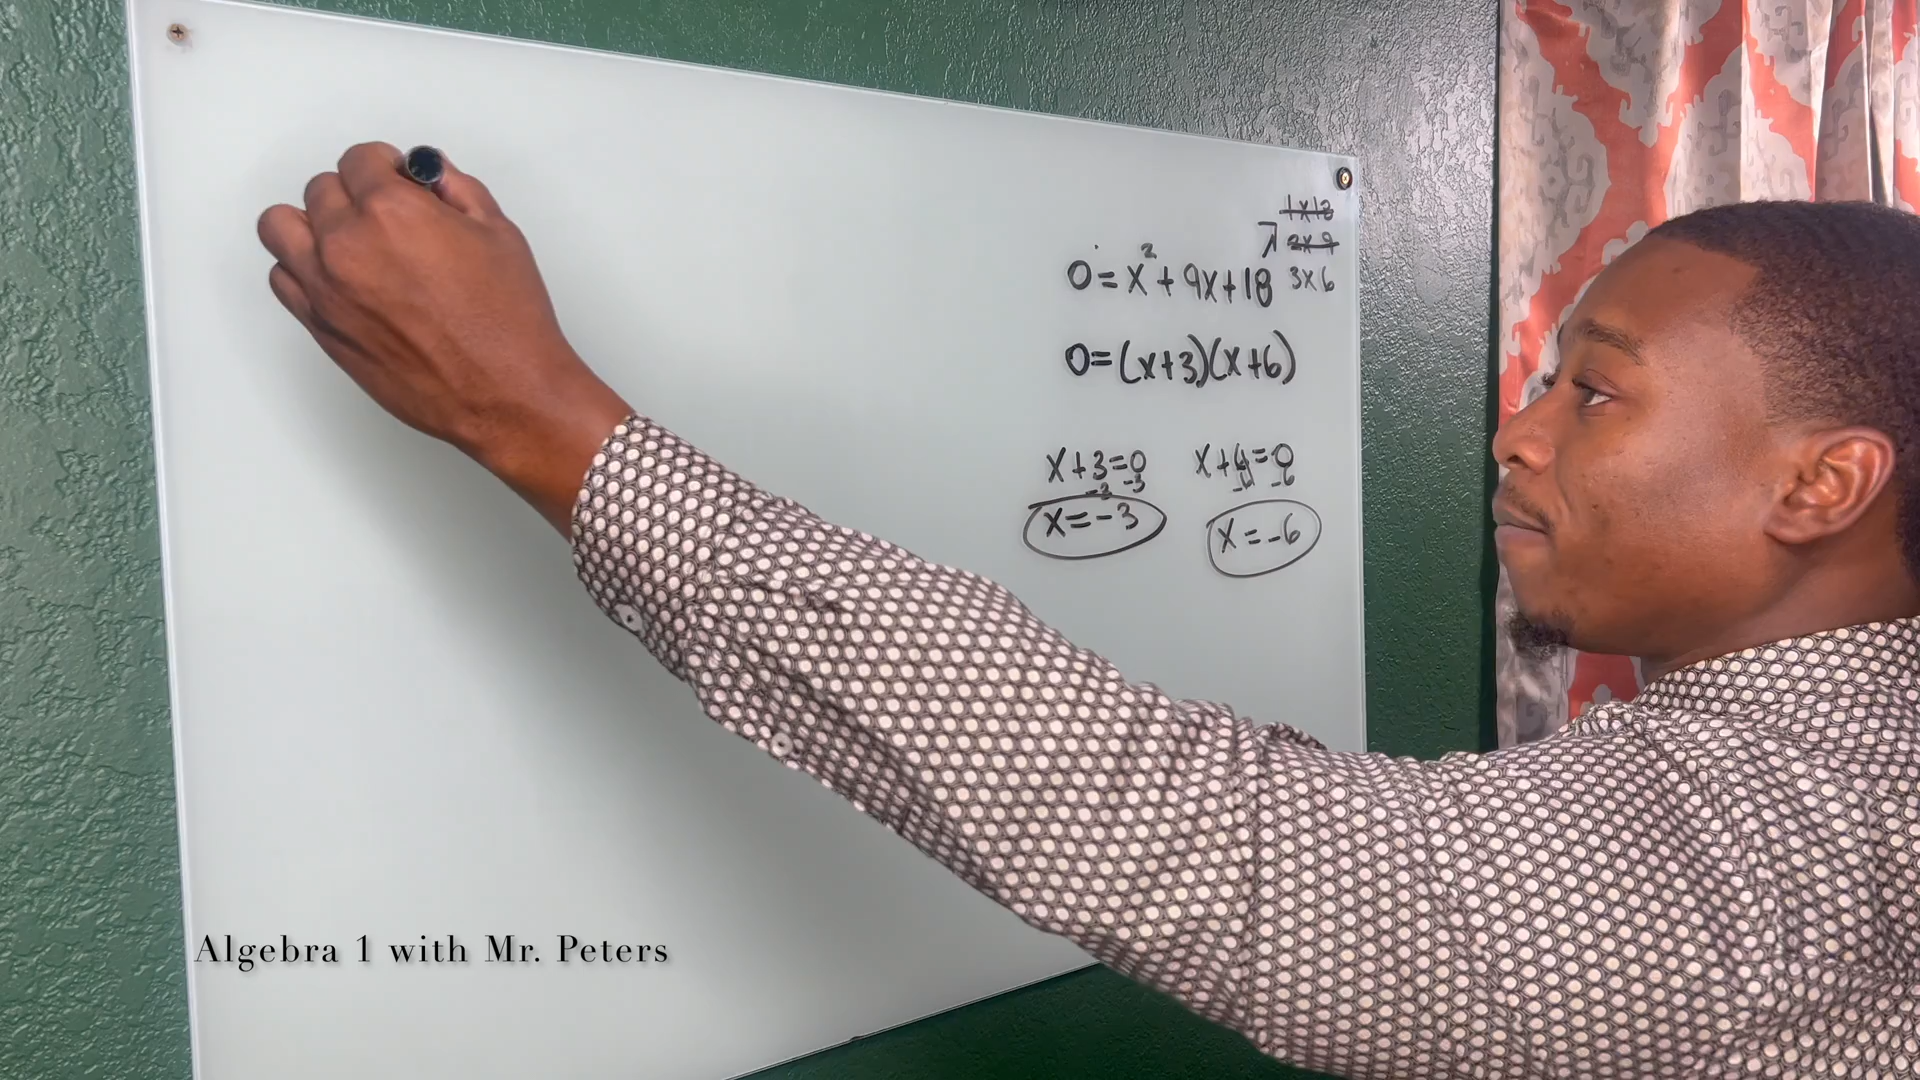 1x18
2x9
0=x²+9x+18 3x6
0=(x+3)(x+6)
x+3=0 x+6=0
-3 -3 -6 -6
x=-3 x=-6
Algebra 1 with Mr. Peters